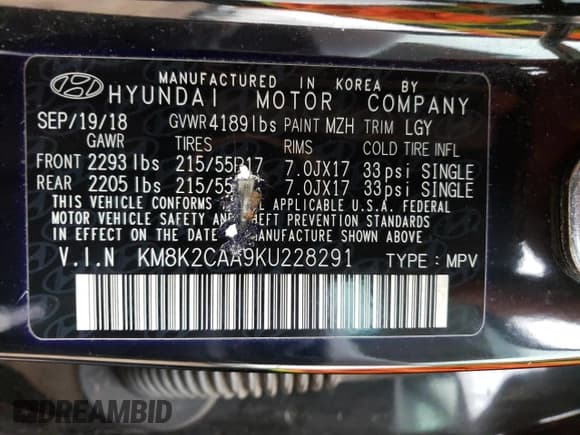 MANUFACTURED IN KOREA BY
HYUNDAI MOTOR COMPANY
SEP/19/18 GVWR 4189lbs PAINT MZH TRIM LGY
GAWR TIRES RIMS COLD TIRE INFL
FRONT 2293lbs 215/55R17 7.0JX17 33psi SINGLE
REAR 2205lbs 215/55 7.0JX17 33psi SINGLE
THIS VEHICLE CONFORMS TO ALL APPLICABLE U.S.A. FEDERAL
MOTOR VEHICLE SAFETY AND THEFT PREVENTION STANDARDS
IN EFFECT ON THE DATE OF MANUFACTURE SHOWN ABOVE
V.I.N KM8K2CAA9KU228291 TYPE : MPV
DREAMBID